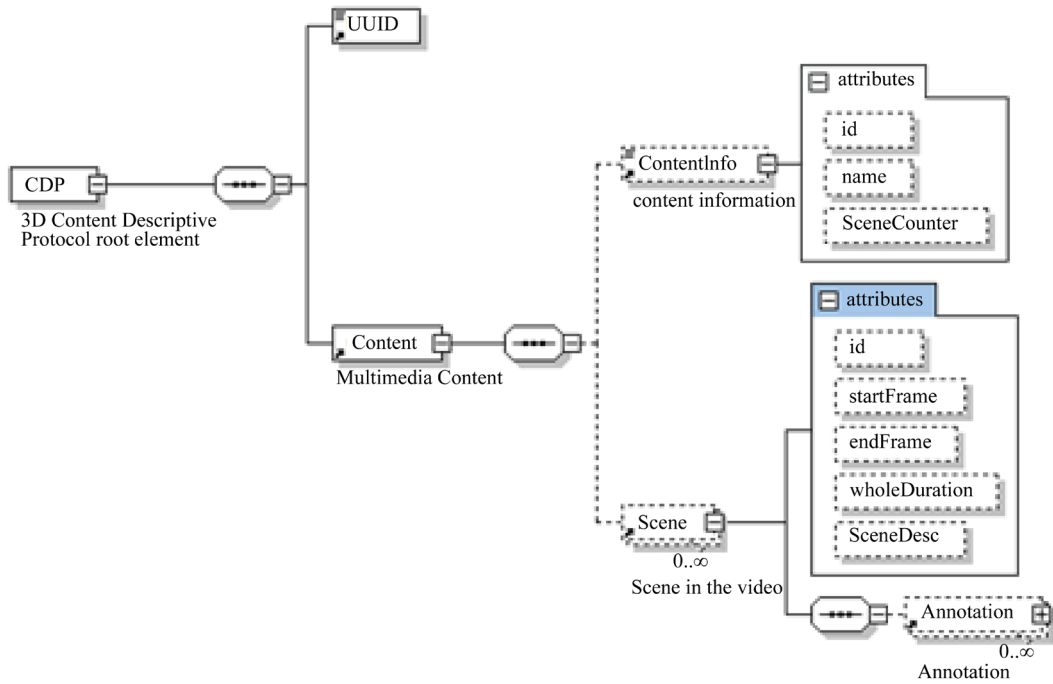 UUID
CDP
3D Content Descriptive
Protocol root element
Content
Multimedia Content
ContentInfo
content information
attributes
id
name
SceneCounter
Scene
0..∞
Scene in the video
attributes
id
startFrame
endFrame
wholeDuration
SceneDesc
Annotation
0..∞
Annotation